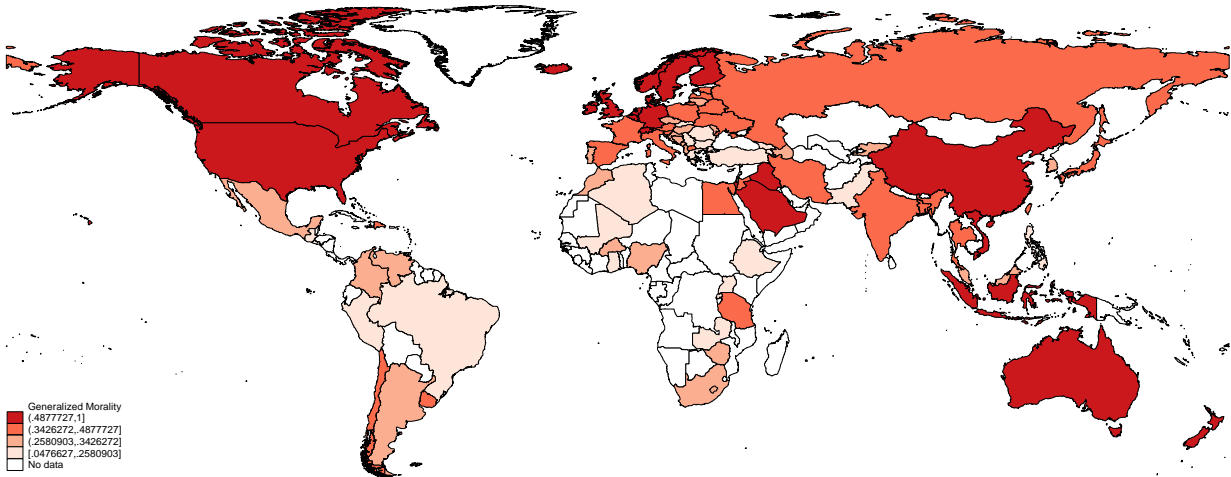 Generalized Morality
(.4877727,1]
(.3426272,.4877727]
(.2580903,.3426272]
[.0476627,.2580903]
No data